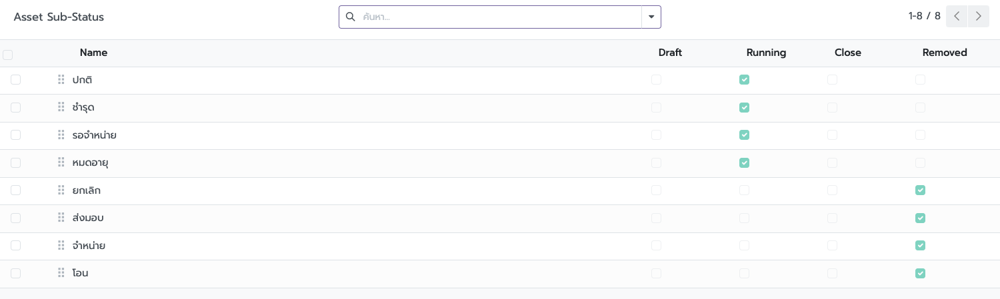 Asset Sub-Status
ค้นหา...
1-8 / 8
Name Draft Running Close Removed
ปกติ
ชำรุด
รอจำหน่าย
หมดอายุ
ยกเลิก
ส่งมอบ
จำหน่าย
โอน